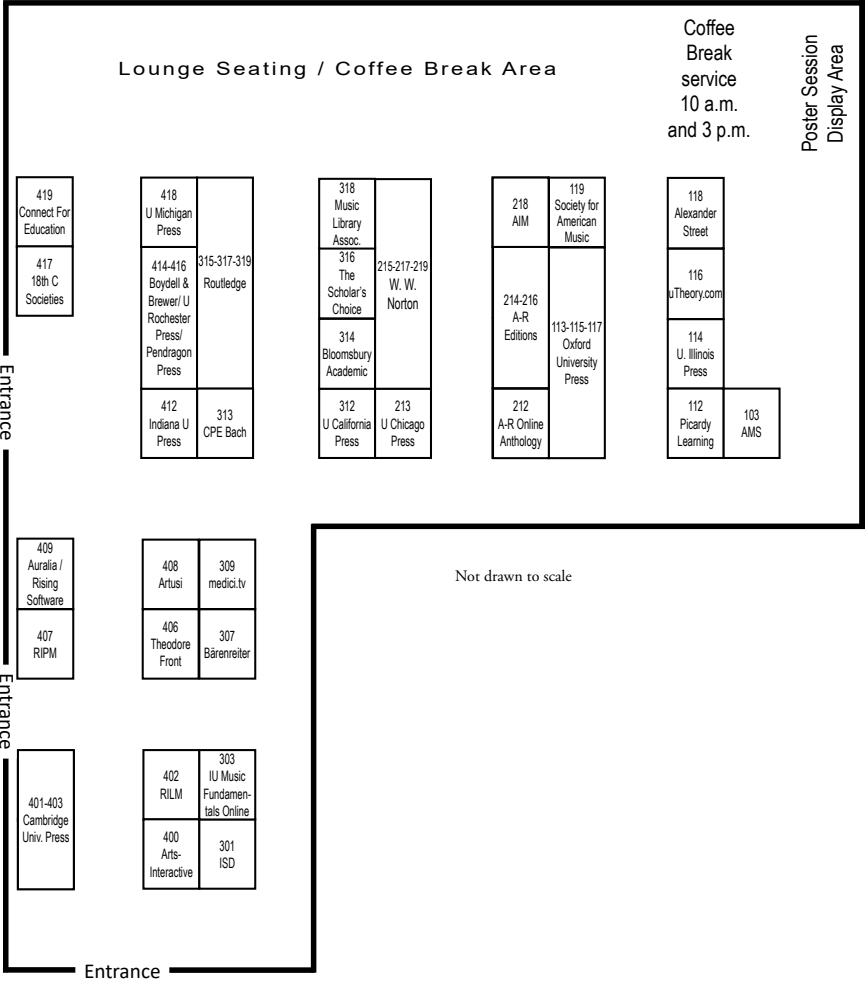 Lounge Seating / Coffee Break Area
Coffee
Break
service
10 a.m.
and 3 p.m.
Poster Session
Display Area
419
Connect For
Education
417
18th C
Societies
418
U Michigan
Press
414-416
Boydell &
Brewer/ U
Rochester
Press/
Pendragon
Press
412
Indiana U
Press
315-317-319
Routledge
313
CPE Bach
318
Music
Library
Assoc.
316
The
Scholar's
Choice
314
Bloomsbury
Academic
312
U California
Press
215-217-219
W. W.
Norton
213
U Chicago
Press
218
AIM
214-216
A-R
Editions
212
A-R Online
Anthology
119
Society for
American
Music
113-115-117
Oxford
University
Press
118
Alexander
Street
116
uTheory.com
114
U. Illinois
Press
112
Picardy
Learning
103
AMS
Entrance
409
Auralia /
Rising
Software
407
RIPM
408
Artusi
406
Theodore
Front
309
medici.tv
307
Bärenreiter
Not drawn to scale
Entrance
401-403
Cambridge
Univ. Press
402
RILM
400
Arts-
Interactive
303
IU Music
Fundamen-
tals Online
301
ISD
Entrance